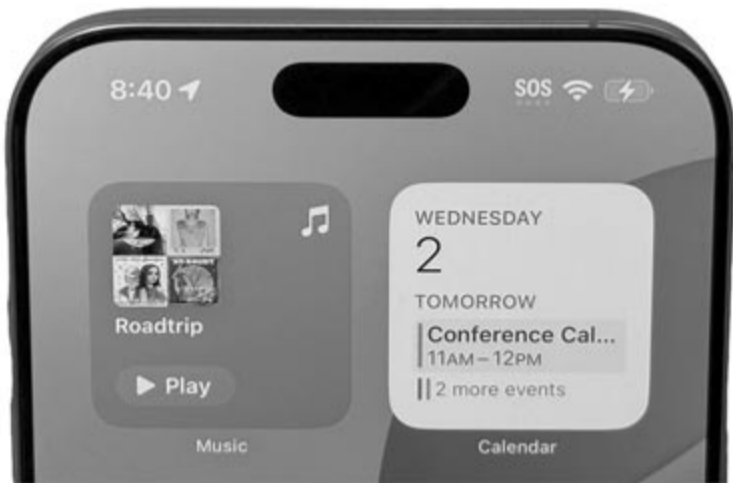 8:40
SOS
WEDNESDAY
2
TOMORROW
Conference Cal...
11AM–12PM
2 more events
Roadtrip
Play
Music
Calendar